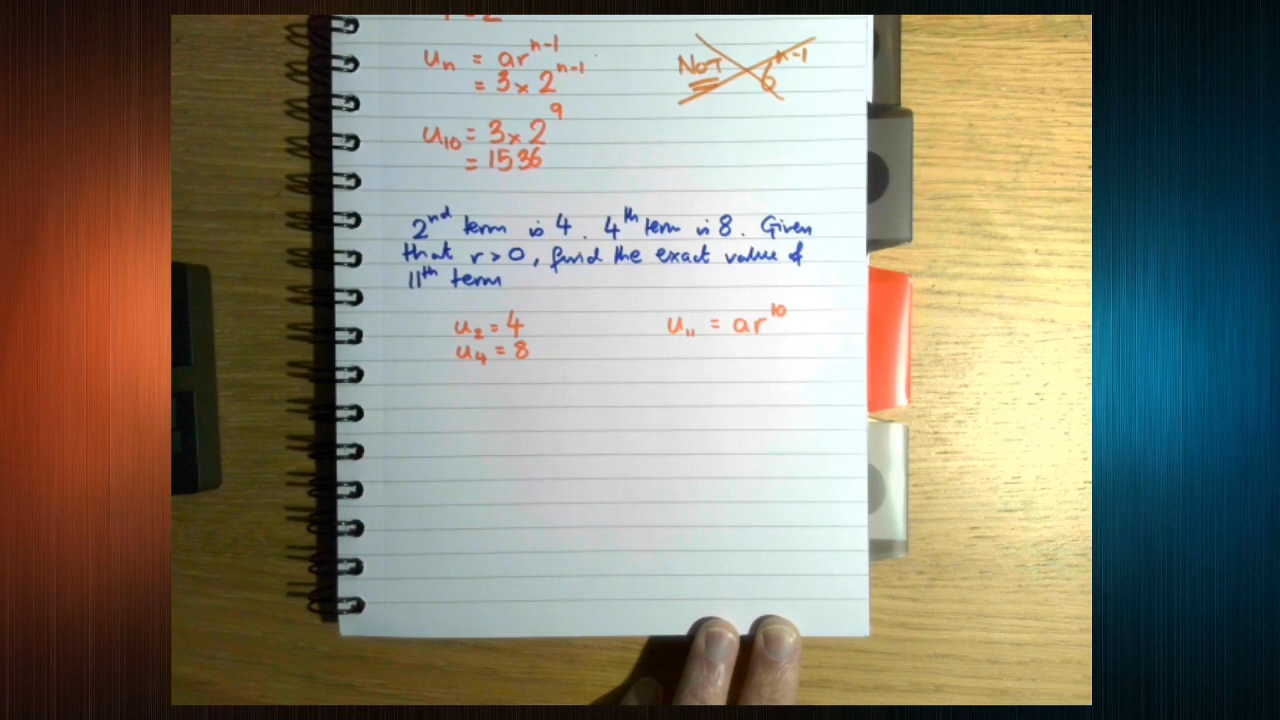 uₙ = arⁿ⁻¹
= 3 × 2ⁿ⁻¹
NOT 6ⁿ⁻¹
u₁₀ = 3 × 2⁹
= 1536
2ⁿᵈ term is 4. 4ᵗʰ term is 8. Given
that r > 0, find the exact value of
11ᵗʰ term
u₂ = 4
u₄ = 8
u₁₁ = ar¹⁰